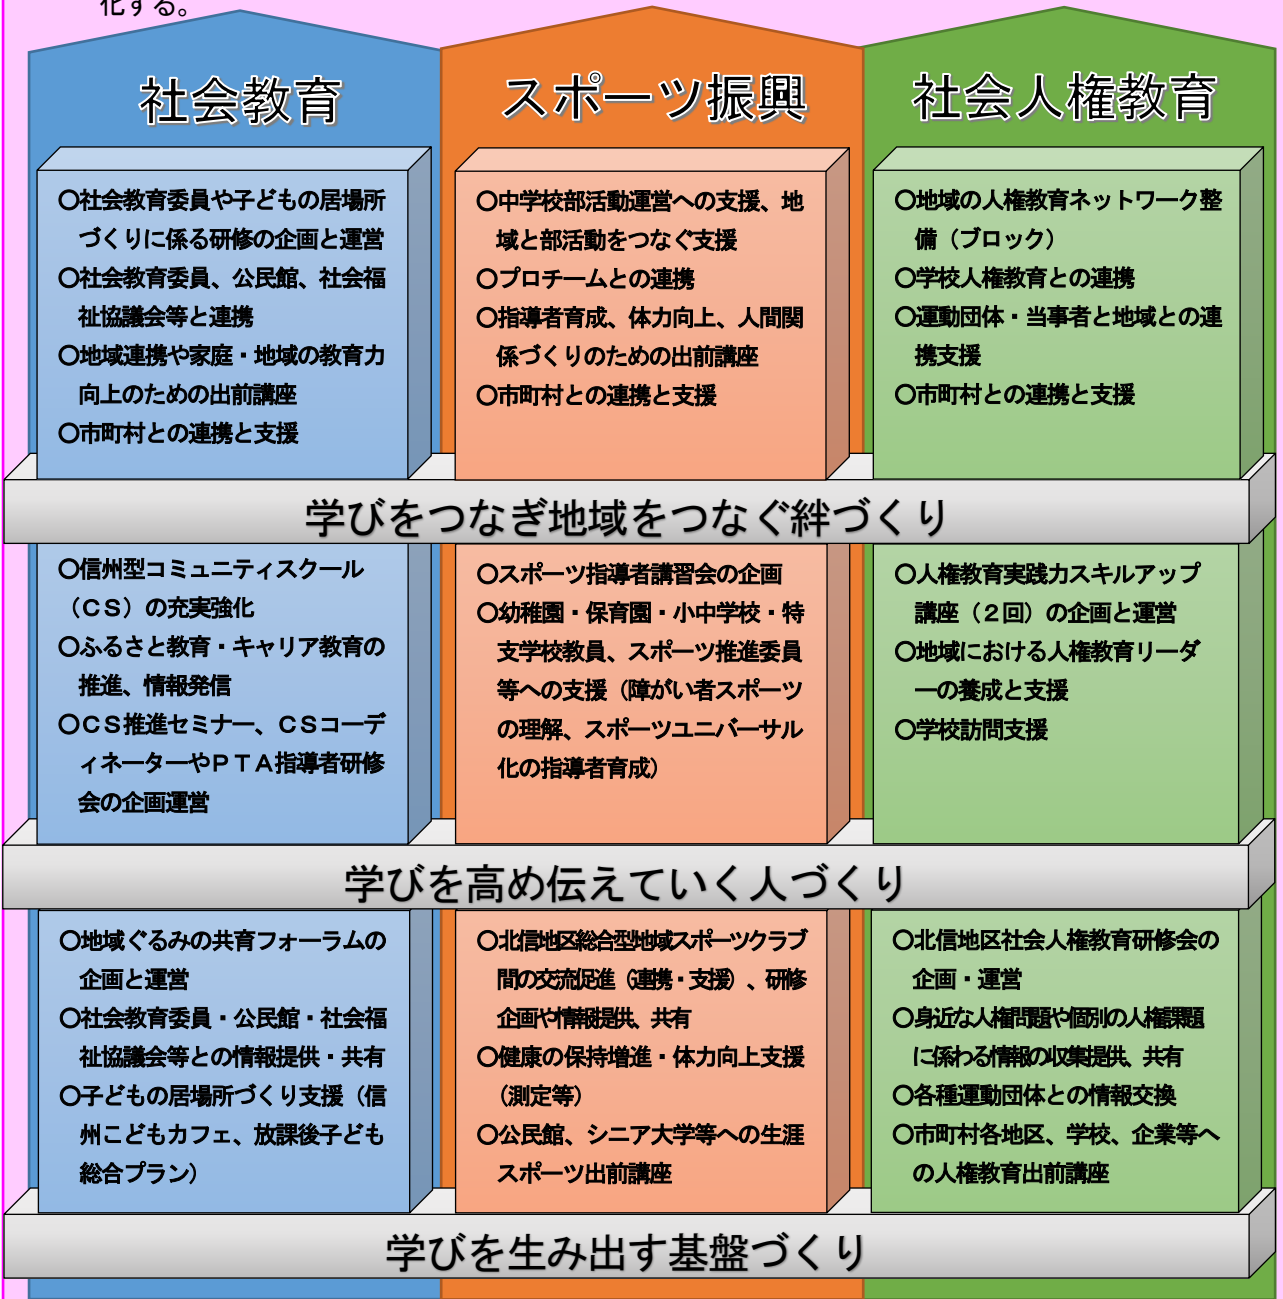 化する。
社会教育
スポーツ振興
社会人権教育
〇社会教育委員や子どもの居場所
づくりに係る研修の企画と運営
〇社会教育委員、公民館、社会福
祉協議会等と連携
〇地域連携や家庭・地域の教育力
向上のための出前講座
〇市町村との連携と支援
〇中学校部活動運営への支援、地
域と部活動をつなぐ支援
〇プロチームとの連携
〇指導者育成、体力向上、人間関
係づくりのための出前講座
〇市町村との連携と支援
〇地域の人権教育ネットワーク整
備（ブロック）
〇学校人権教育との連携
〇運動団体・当事者と地域との連
携支援
〇市町村との連携と支援
学びをつなぎ地域をつなぐ絆づくり
〇信州型コミュニティスクール
（ＣＳ）の充実強化
〇ふるさと教育・キャリア教育の
推進、情報発信
〇ＣＳ推進セミナー、ＣＳコーデ
ィネーターやＰＴＡ指導者研修
会の企画運営
〇スポーツ指導者講習会の企画
〇幼稚園・保育園・小中学校・特
支学校教員、スポーツ推進委員
等への支援（障がい者スポーツ
の理解、スポーツユニバーサル
化の指導者育成）
〇人権教育実践力スキルアップ
講座（２回）の企画と運営
〇地域における人権教育リーダ
ーの養成と支援
〇学校訪問支援
学びを高め伝えていく人づくり
〇地域ぐるみの共育フォーラムの
企画と運営
〇社会教育委員・公民館・社会福
祉協議会等との情報提供・共有
〇子どもの居場所づくり支援（信
州こどもカフェ、放課後子ども
総合プラン）
〇北信地区総合型地域スポーツクラブ
間の交流促進（連携・支援）、研修
企画や情報提供、共有
〇健康の保持増進・体力向上支援
（測定等）
〇公民館、シニア大学等への生涯
スポーツ出前講座
〇北信地区社会人権教育研修会の
企画・運営
〇身近な人権問題や個別の人権課題
に係わる情報の収集提供、共有
〇各種運動団体との情報交換
〇市町村各地区、学校、企業等へ
の人権教育出前講座
学びを生み出す基盤づくり